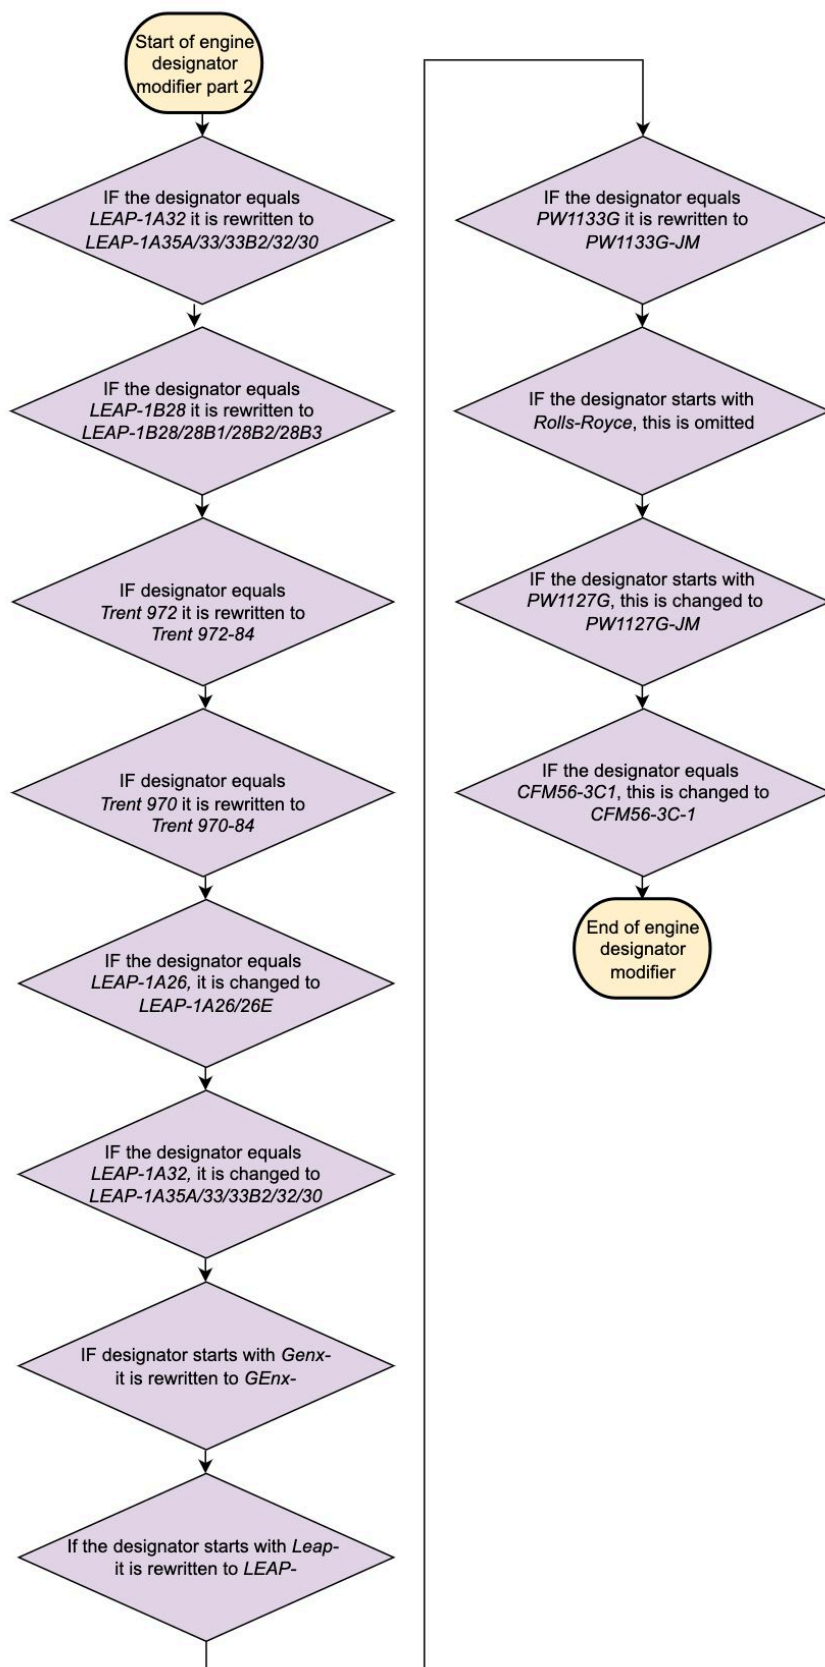 Start of engine
designator
modifier part 2
IF the designator equals
LEAP-1A32 it is rewritten to
LEAP-1A35A/33/33B2/32/30
IF the designator equals
LEAP-1B28 it is rewritten to
LEAP-1B28/28B1/28B2/28B3
IF designator equals
Trent 972 it is rewritten to
Trent 972-84
IF designator equals
Trent 970 it is rewritten to
Trent 970-84
IF the designator equals
LEAP-1A26, it is changed to
LEAP-1A26/26E
IF the designator equals
LEAP-1A32, it is changed to
LEAP-1A35A/33/33B2/32/30
IF designator starts with Genx-
it is rewritten to GEnx-
If the designator starts with Leap-
it is rewritten to LEAP-
IF the designator equals
PW1133G it is rewritten to
PW1133G-JM
IF the designator starts with
Rolls-Royce, this is omitted
IF the designator starts with
PW1127G, this is changed to
PW1127G-JM
IF the designator equals
CFM56-3C1, this is changed to
CFM56-3C-1
End of engine
designator
modifier